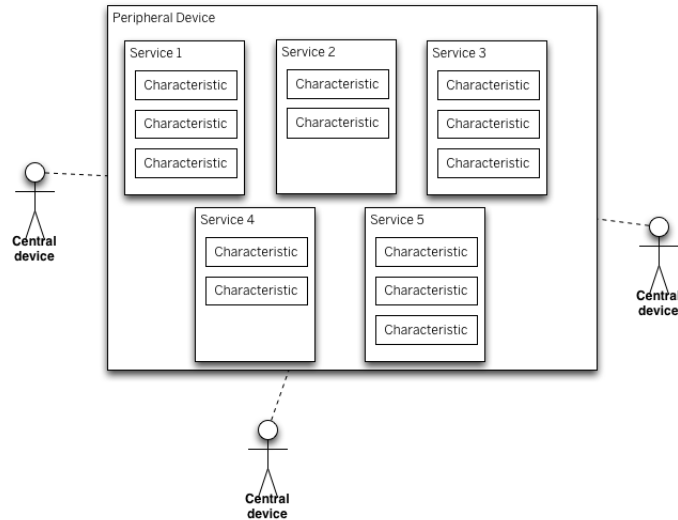 Peripheral Device
Service 1
Characteristic
Characteristic
Characteristic
Service 2
Characteristic
Characteristic
Service 3
Characteristic
Characteristic
Characteristic
Service 4
Characteristic
Characteristic
Service 5
Characteristic
Characteristic
Characteristic
Central
device
Central
device
Central
device